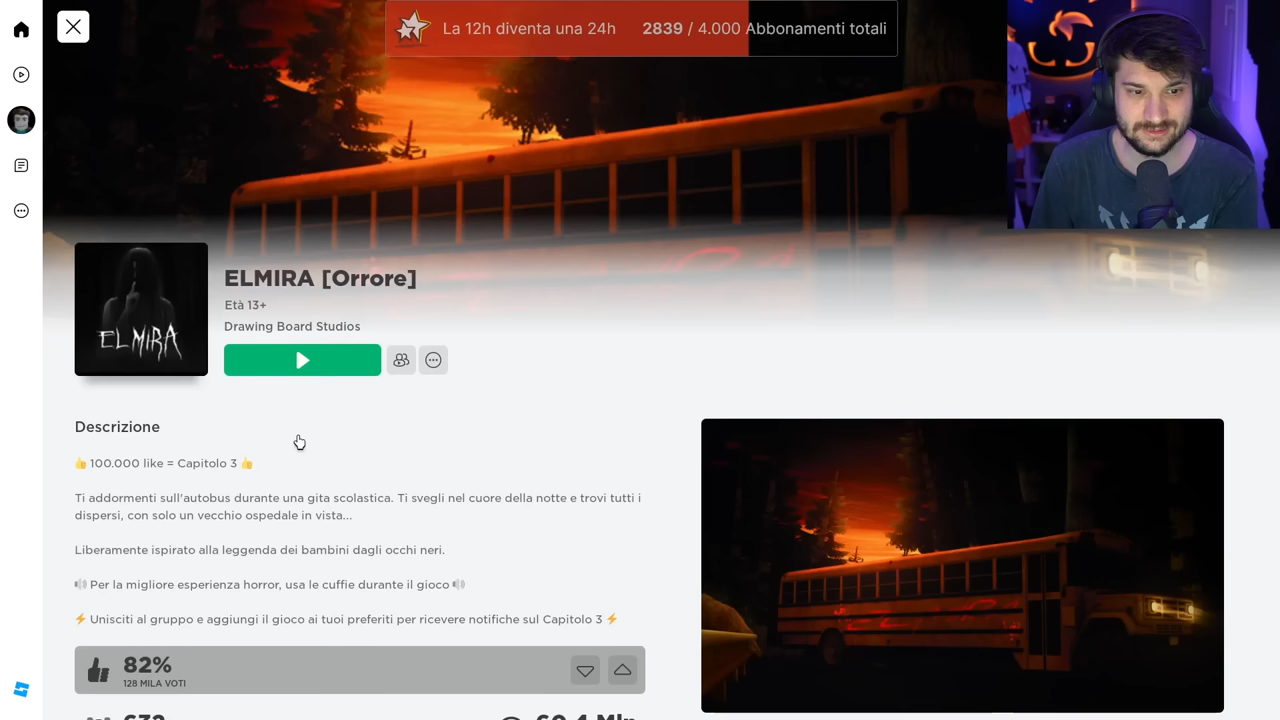 La 12h diventa una 24h 2839 / 4.000 Abbonamenti totali
EL MIRA
ELMIRA [Orrore]
Età 13+
Drawing Board Studios
Descrizione
👍 100.000 like = Capitolo 3 👍
Ti addormenti sull'autobus durante una gita scolastica. Ti svegli nel cuore della notte e trovi tutti i
dispersi, con solo un vecchio ospedale in vista...
Liberamente ispirato alla leggenda dei bambini dagli occhi neri.
🔊 Per la migliore esperienza horror, usa le cuffie durante il gioco 🔊
⚡ Unisciti al gruppo e aggiungi il gioco ai tuoi preferiti per ricevere notifiche sul Capitolo 3 ⚡
82%
128 MILA VOTI